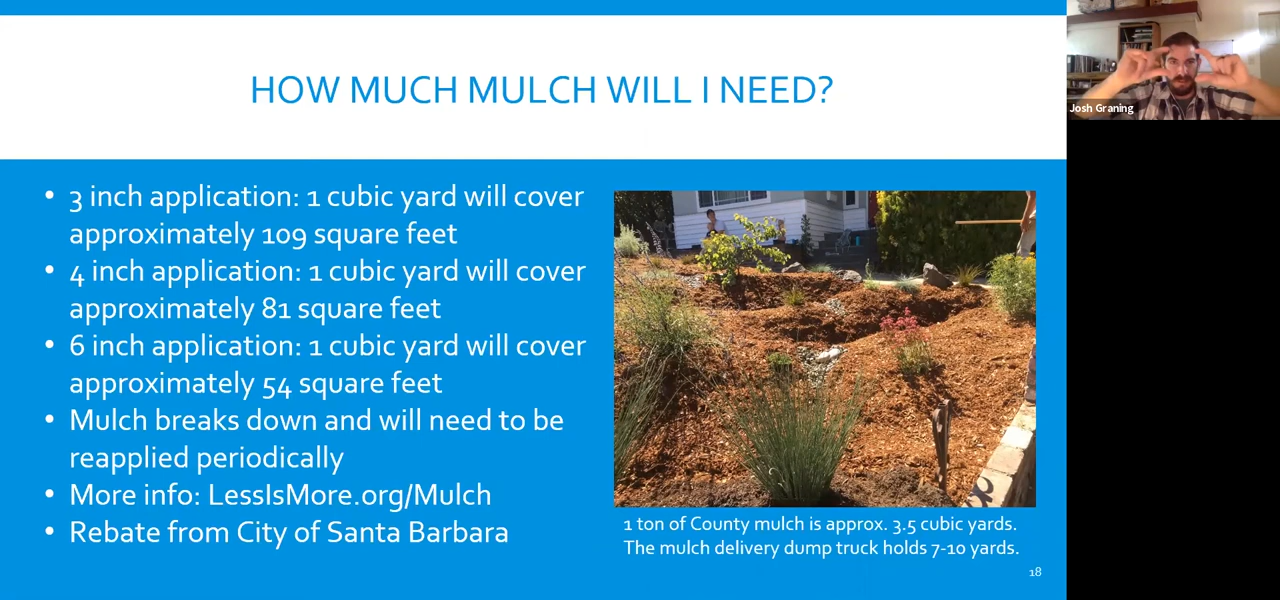 HOW MUCH MULCH WILL I NEED?
Josh Graning
• 3 inch application: 1 cubic yard will cover
approximately 109 square feet
• 4 inch application: 1 cubic yard will cover
approximately 81 square feet
• 6 inch application: 1 cubic yard will cover
approximately 54 square feet
• Mulch breaks down and will need to be
reapplied periodically
• More info: LessIsMore.org/Mulch
• Rebate from City of Santa Barbara
1 ton of County mulch is approx. 3.5 cubic yards.
The mulch delivery dump truck holds 7-10 yards.
18